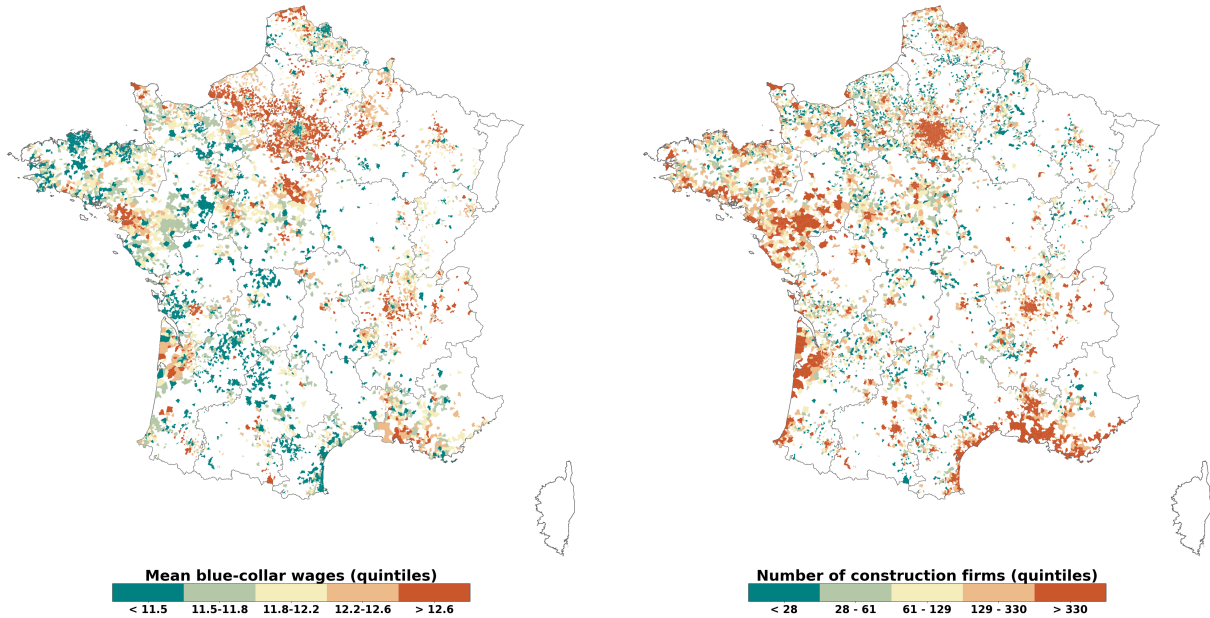 Mean blue-collar wages (quintiles)
< 11.5 11.5-11.8 11.8-12.2 12.2-12.6 > 12.6
Number of construction firms (quintiles)
< 28 28 - 61 61 - 129 129 - 330 > 330